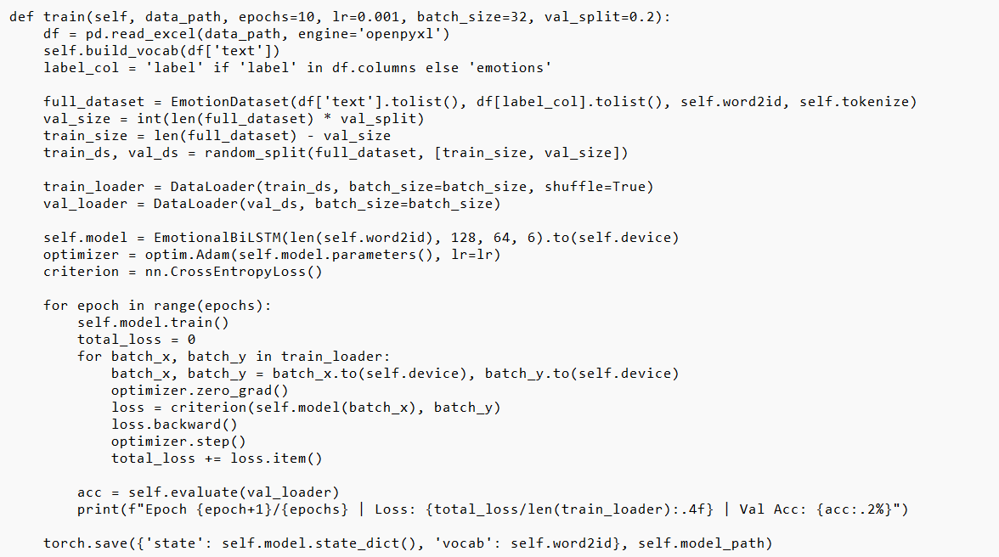 def train(self, data_path, epochs=10, lr=0.001, batch_size=32, val_split=0.2):
    df = pd.read_excel(data_path, engine='openpyxl')
    self.build_vocab(df['text'])
    label_col = 'label' if 'label' in df.columns else 'emotions'

    full_dataset = EmotionDataset(df['text'].tolist(), df[label_col].tolist(), self.word2id, self.tokenize)
    val_size = int(len(full_dataset) * val_split)
    train_size = len(full_dataset) - val_size
    train_ds, val_ds = random_split(full_dataset, [train_size, val_size])

    train_loader = DataLoader(train_ds, batch_size=batch_size, shuffle=True)
    val_loader = DataLoader(val_ds, batch_size=batch_size)

    self.model = EmotionalBiLSTM(len(self.word2id), 128, 64, 6).to(self.device)
    optimizer = optim.Adam(self.model.parameters(), lr=lr)
    criterion = nn.CrossEntropyLoss()

    for epoch in range(epochs):
        self.model.train()
        total_loss = 0
        for batch_x, batch_y in train_loader:
            batch_x, batch_y = batch_x.to(self.device), batch_y.to(self.device)
            optimizer.zero_grad()
            loss = criterion(self.model(batch_x), batch_y)
            loss.backward()
            optimizer.step()
            total_loss += loss.item()

        acc = self.evaluate(val_loader)
        print(f"Epoch {epoch+1}/{epochs} | Loss: {total_loss/len(train_loader):.4f} | Val Acc: {acc:.2%}")

    torch.save({'state': self.model.state_dict(), 'vocab': self.word2id}, self.model_path)